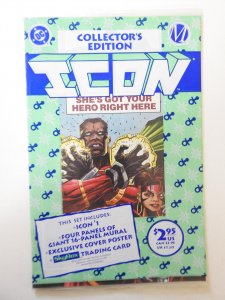 DC
COLLECTOR'S
EDITION
M
ICON
SHE'S GOT YOUR
HERO RIGHT HERE
THIS SET INCLUDES:
-ICON #1
-FOUR PANELS OF
GIANT 16-PANEL MURAL
-EXCLUSIVE COVER POSTER
-SkyBox TRADING CARD
$2.95
US